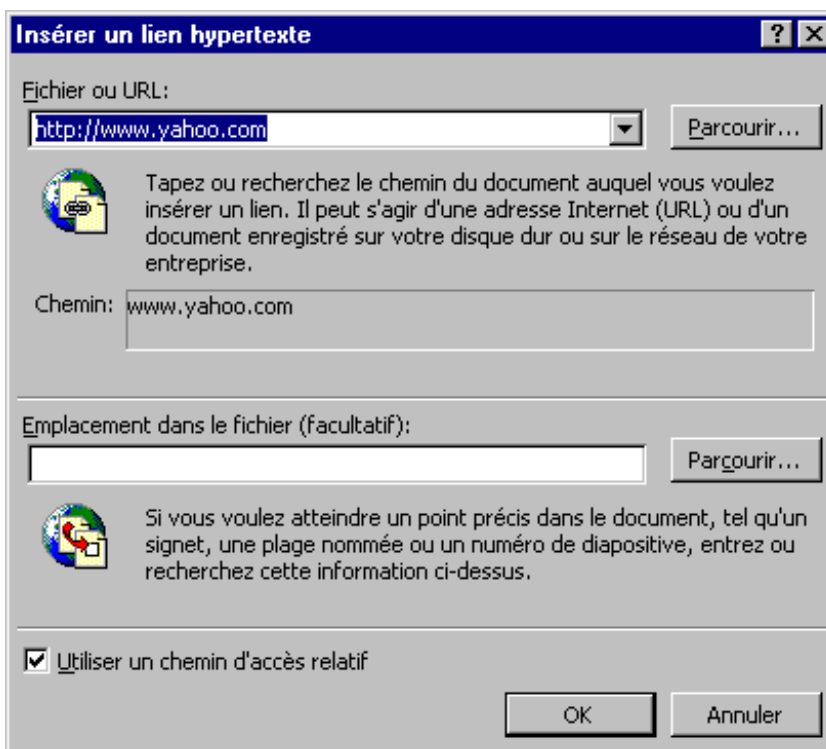 Insérer un lien hypertexte
Fichier ou URL:
http://www.yahoo.com
Parcourir...
Tapez ou recherchez le chemin du document auquel vous voulez
insérer un lien. Il peut s'agir d'une adresse Internet (URL) ou d'un
document enregistré sur votre disque dur ou sur le réseau de votre
entreprise.
Chemin: www.yahoo.com
Emplacement dans le fichier (facultatif):
Parcourir...
Si vous voulez atteindre un point précis dans le document, tel qu'un
signet, une plage nommée ou un numéro de diapositive, entrez ou
recherchez cette information ci-dessus.
Utiliser un chemin d'accès relatif
OK Annuler